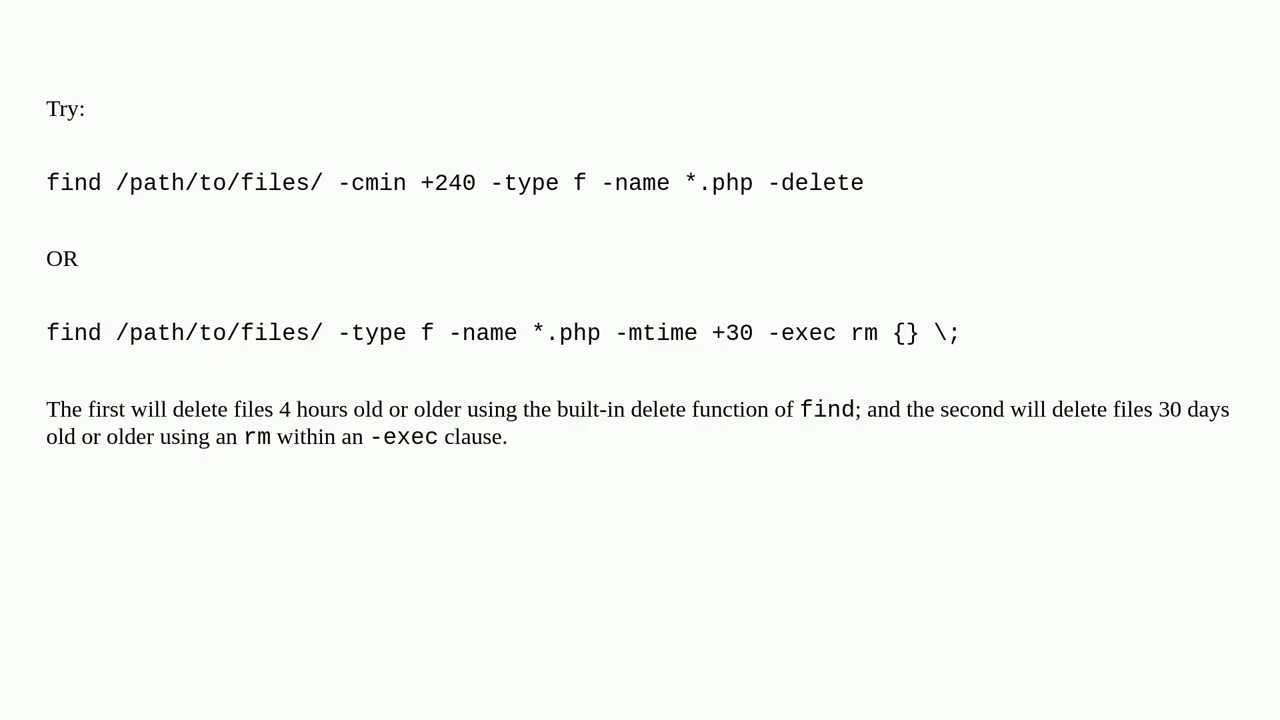 Try:
find /path/to/files/ -cmin +240 -type f -name *.php -delete
OR
find /path/to/files/ -type f -name *.php -mtime +30 -exec rm {} \;
The first will delete files 4 hours old or older using the built-in delete function of find; and the second will delete files 30 days
old or older using an rm within an -exec clause.